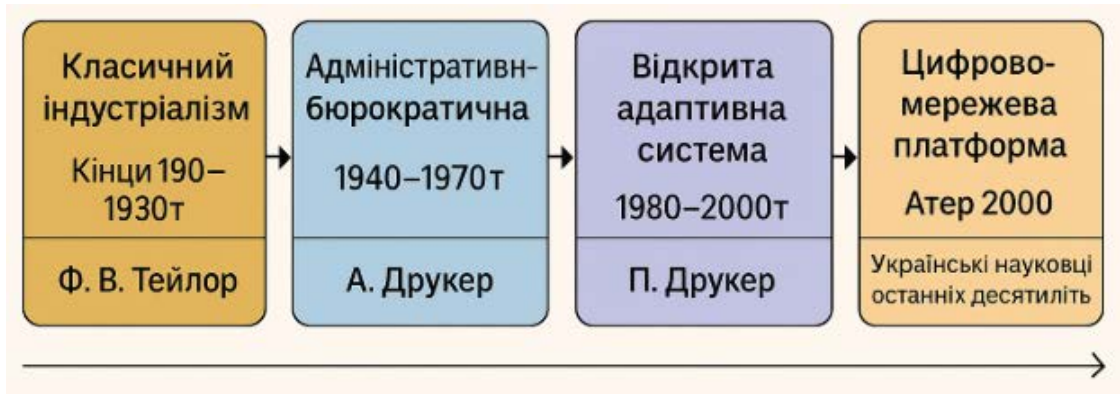 Класичний
індустріалізм
Кінци 190–
1930т
Ф. В. Тейлор
Адміністративн-
бюрократична
1940–1970т
А. Друкер
Відкрита
адаптивна
система
1980–2000т
П. Друкер
Цифрово-
мережева
платформа
Атер 2000
Українські науковці
останніх десятиліть